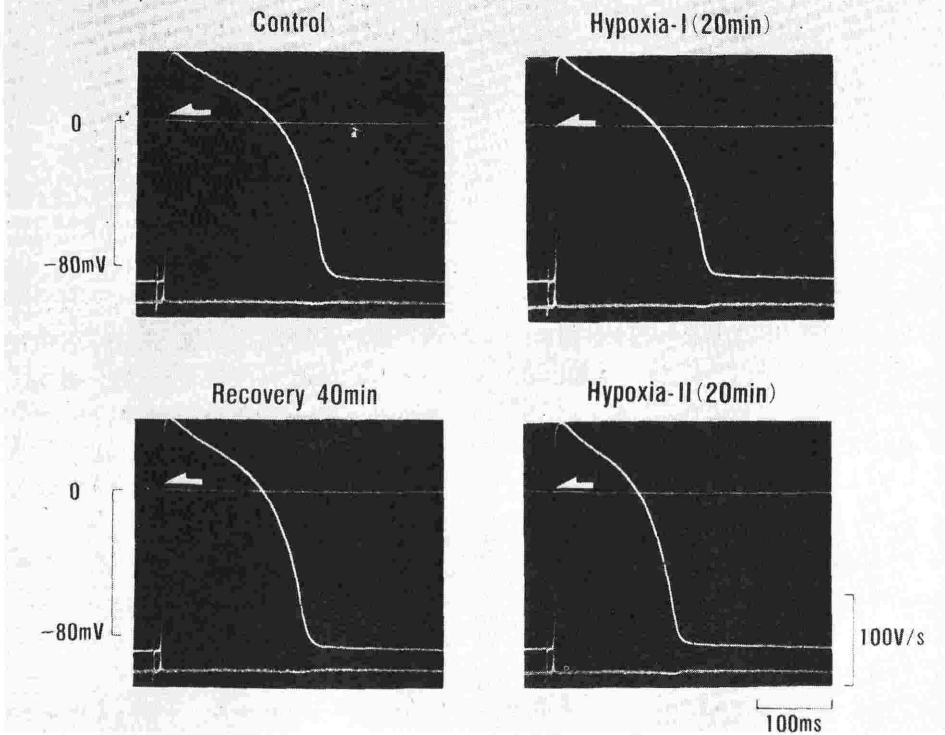 Control
Hypoxia-I (20min)
0
-80mV
Recovery 40min
Hypoxia-II (20min)
0
-80mV
100V/s
100ms